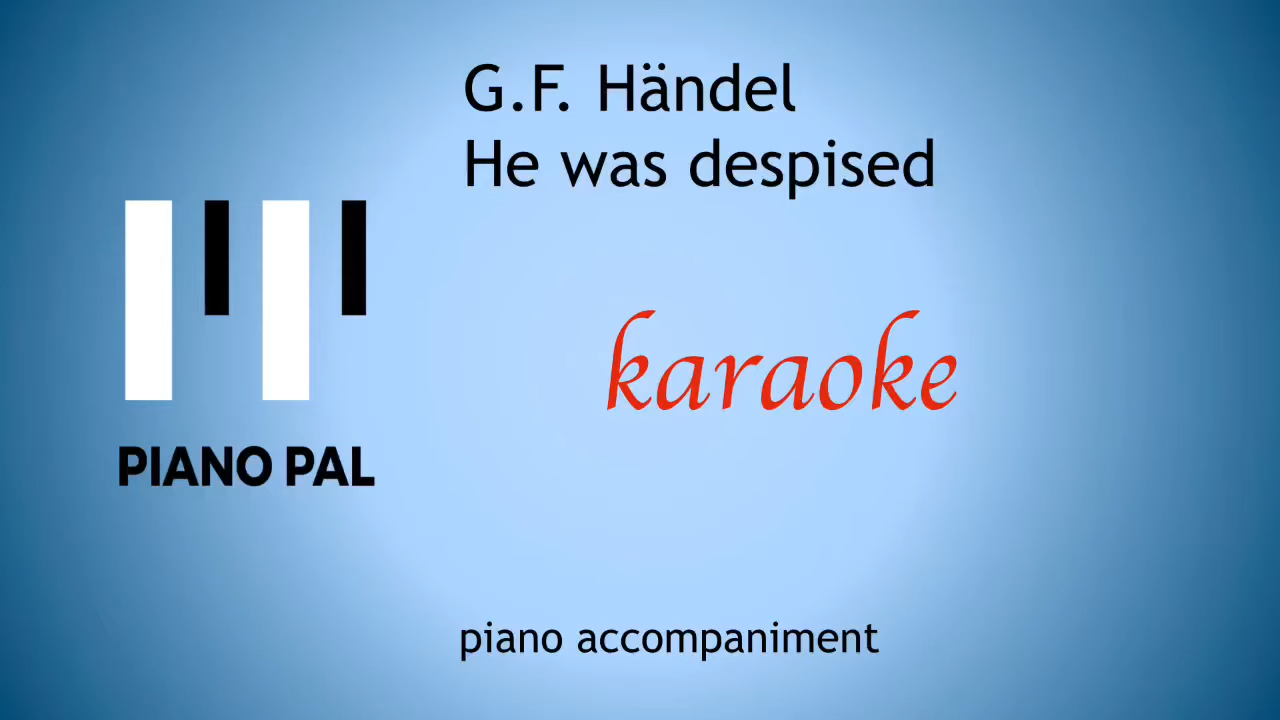 G.F. Händel
He was despised
karaoke
PIANO PAL
piano accompaniment